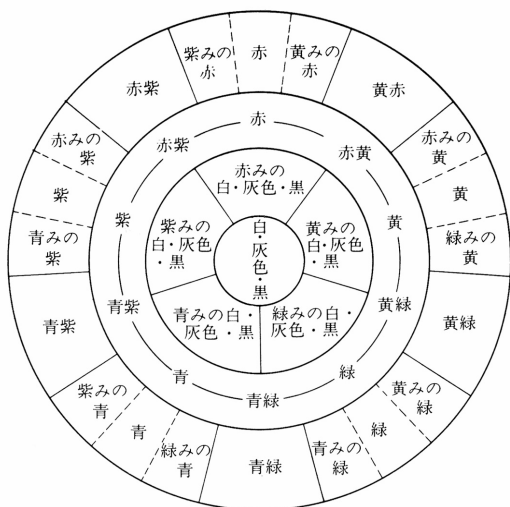 紫みの
赤
赤
黄みの
赤
黄赤
赤みの
黄
黄
緑みの
黄
黄緑
黄みの
緑
緑
青みの
緑
青緑
緑みの
青
青
紫みの
青
青紫
青みの
紫
紫
赤みの
紫
赤紫
赤
赤黄
黄
黄緑
緑
青緑
青
青紫
紫
赤紫
赤みの
白・灰色・黒
黄みの
白・灰色
・黒
緑みの白・
灰色・黒
青みの白・
灰色・黒
紫みの
白・灰色
・黒
白・灰色・黒